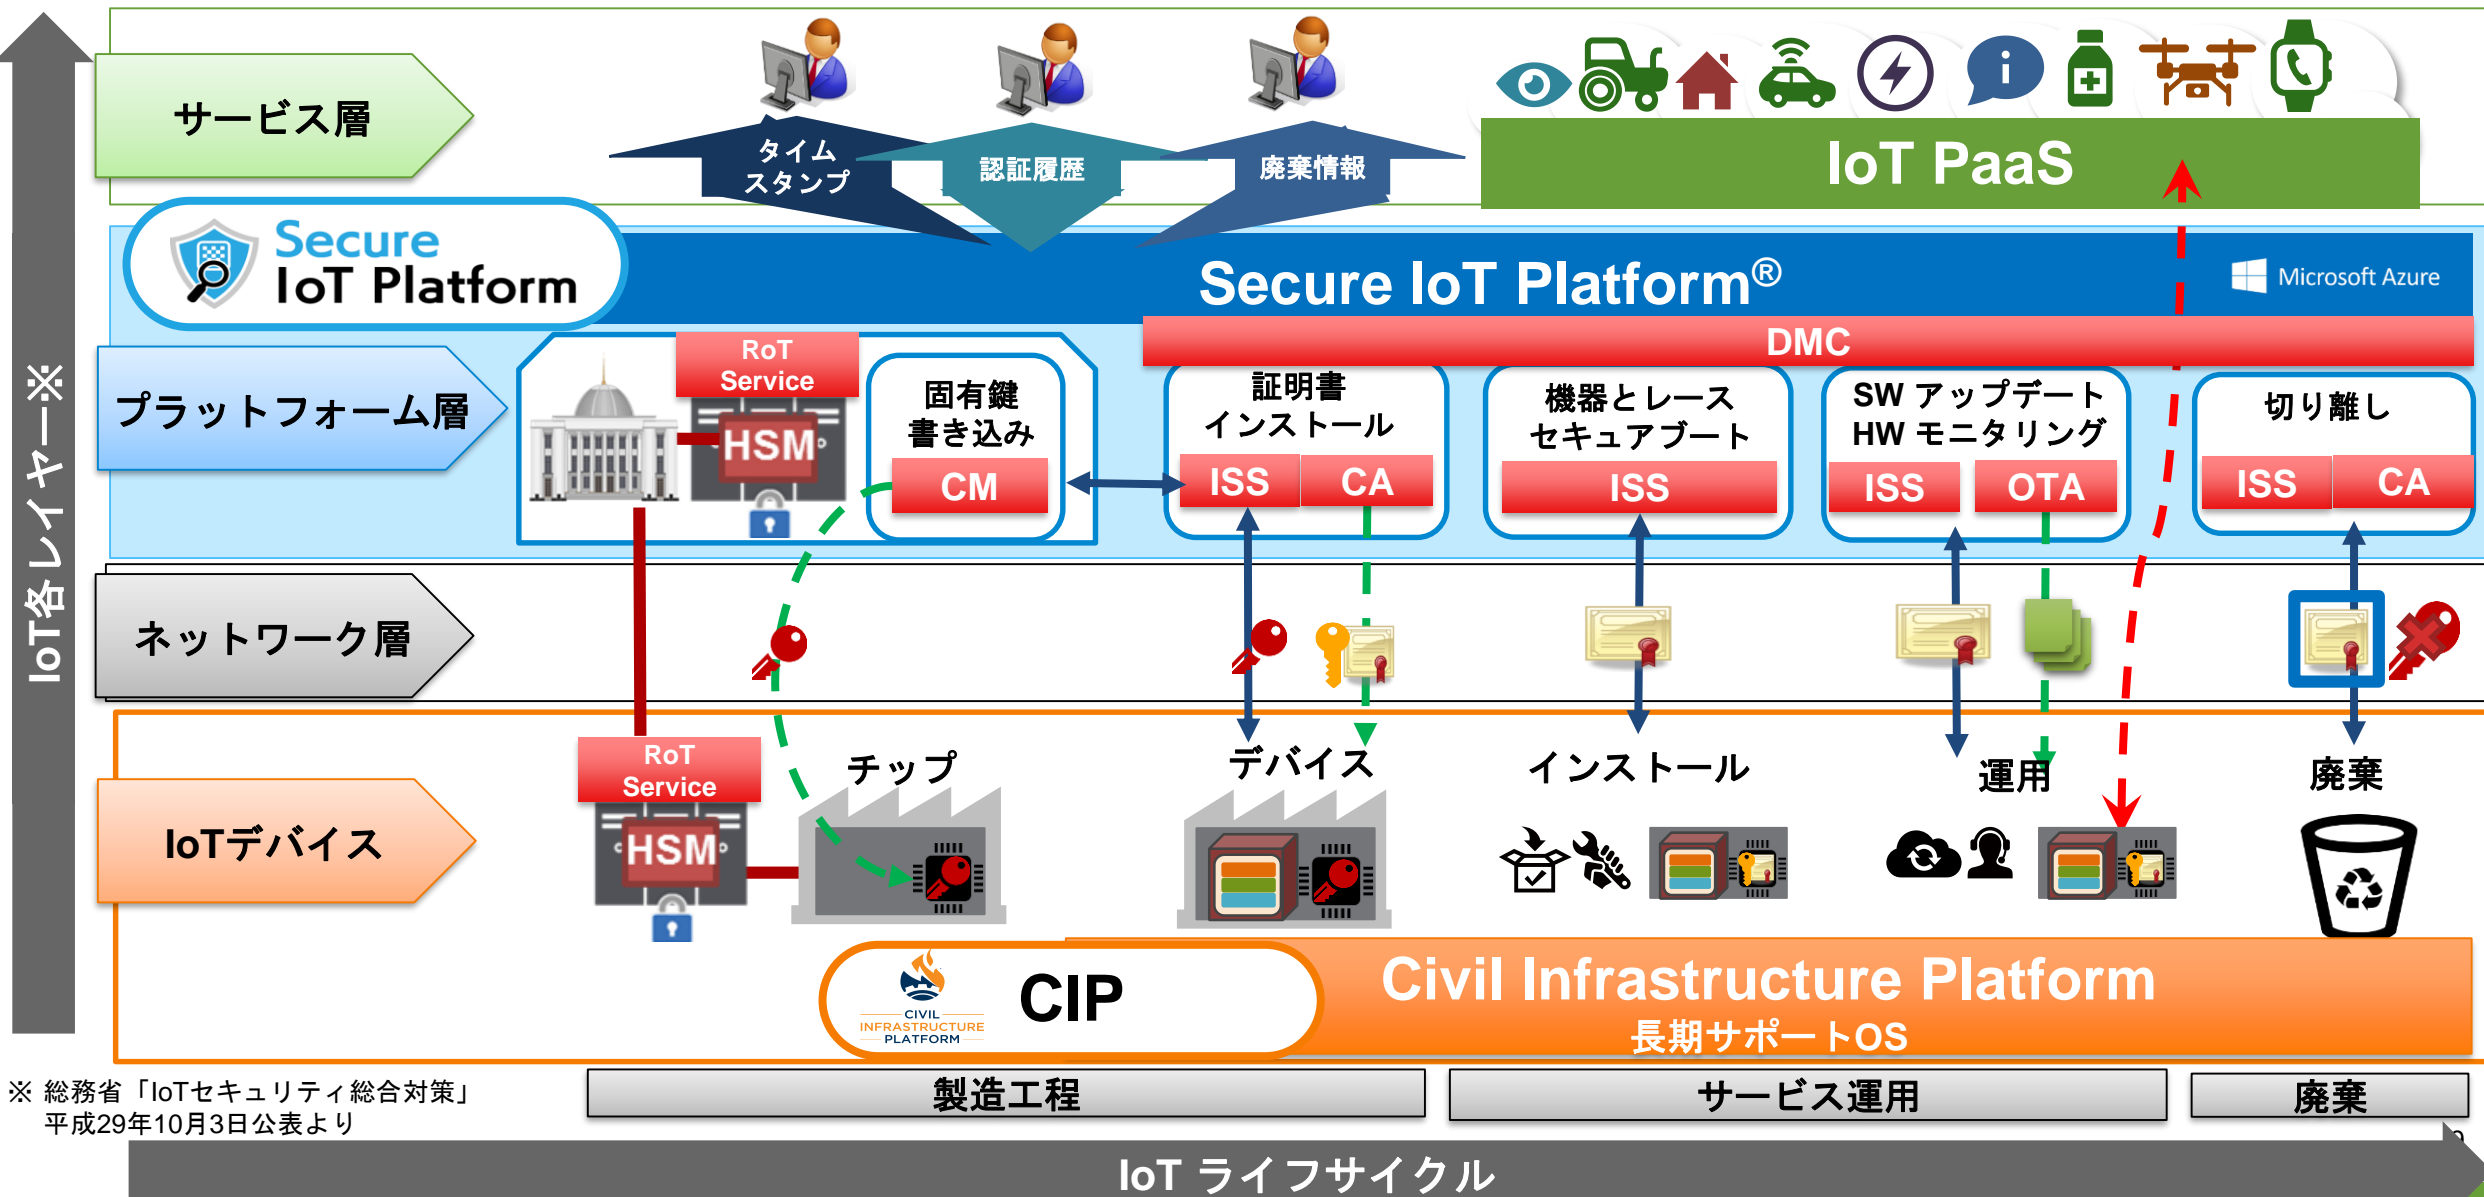 サービス層
タイム
スタンプ
認証履歴
廃棄情報
IoT PaaS
Secure
IoT Platform
Secure IoT Platform®
Microsoft Azure
DMC
IoT各レイヤー※
プラットフォーム層
RoT
Service
HSM
固有鍵
書き込み
CM
証明書
インストール
ISS
CA
機器とレース
セキュアブート
ISS
SW アップデート
HW モニタリング
ISS
OTA
切り離し
ISS
CA
ネットワーク層
IoTデバイス
RoT
Service
HSM
チップ
デバイス
インストール
運用
廃棄
CIVIL
INFRASTRUCTURE
PLATFORM
CIP
Civil Infrastructure Platform
長期サポートOS
※ 総務省「IoTセキュリティ総合対策」
平成29年10月3日公表より
製造工程
サービス運用
廃棄
IoT ライフサイクル